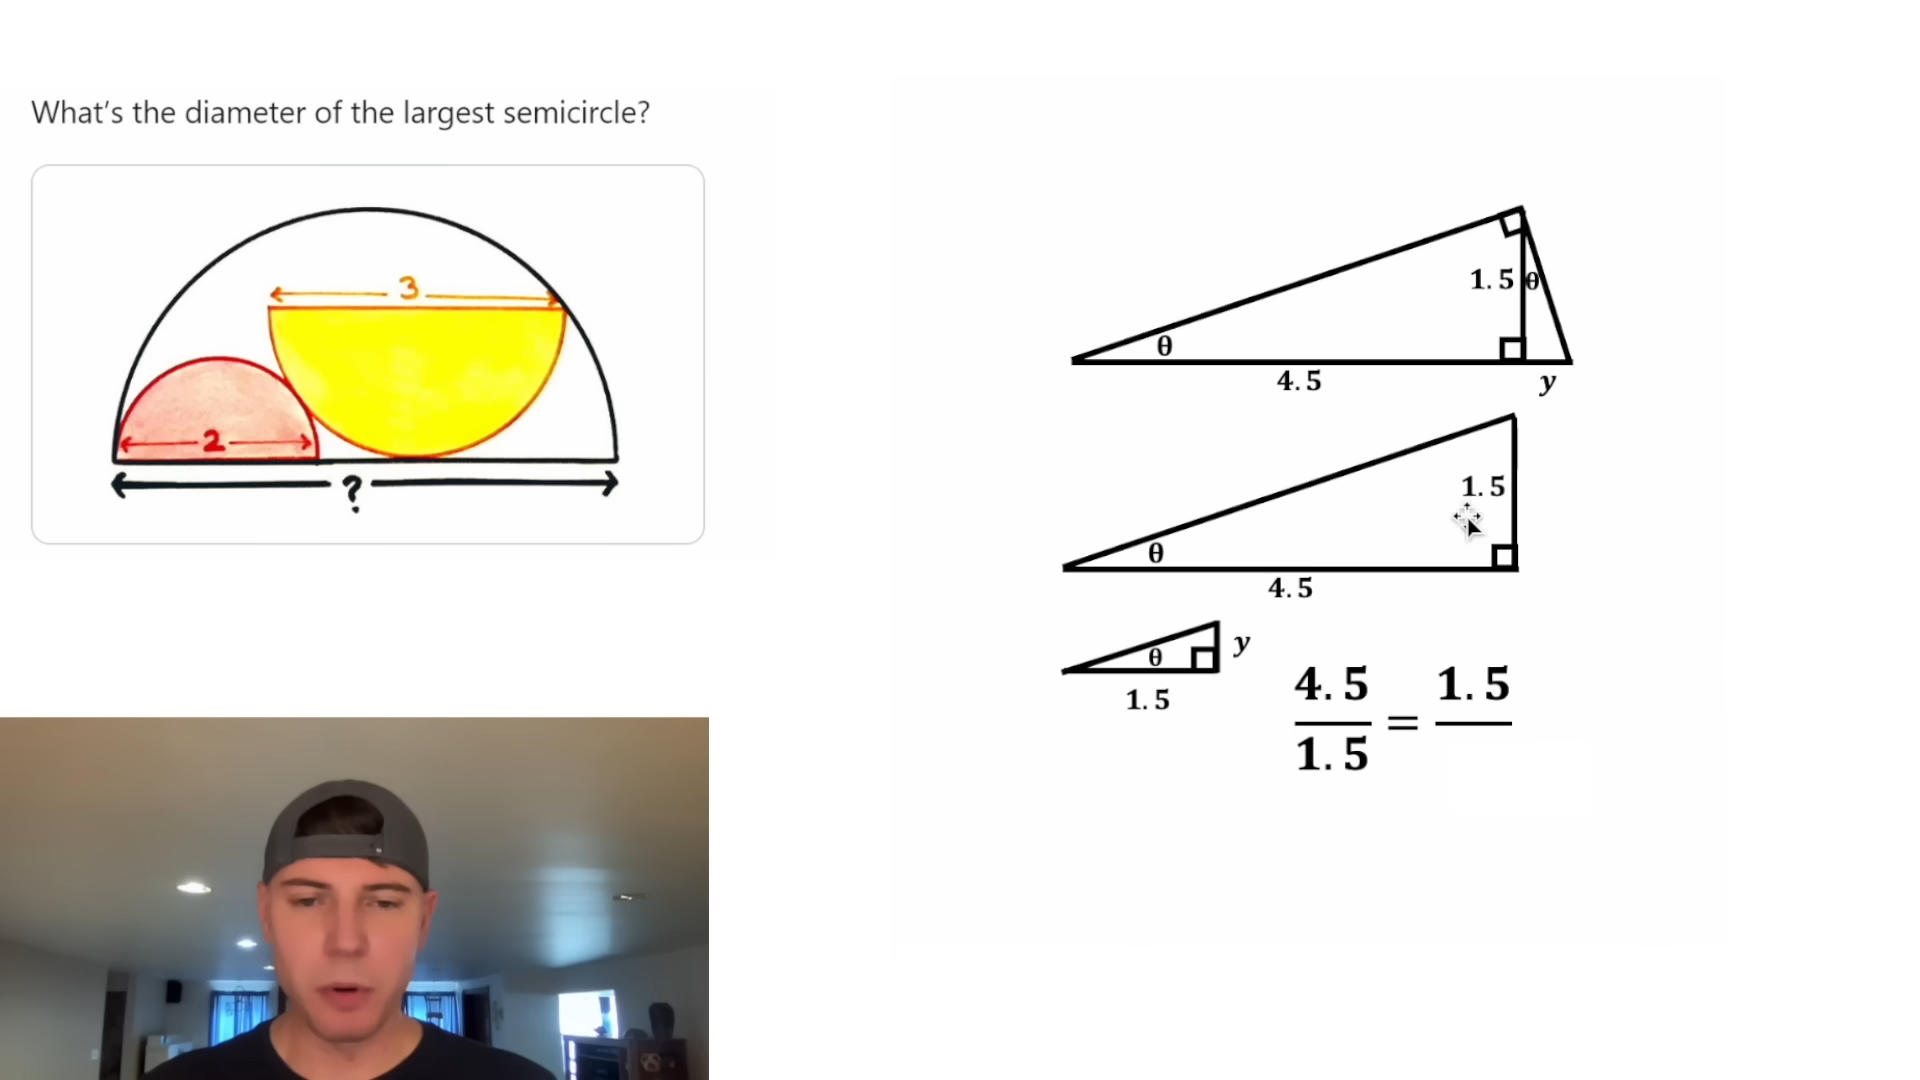 What's the diameter of the largest semicircle?
3
2
?
1.5 θ
θ
4.5 y
1.5
θ
4.5
θ y
1.5
4.5/1.5 = 1.5/